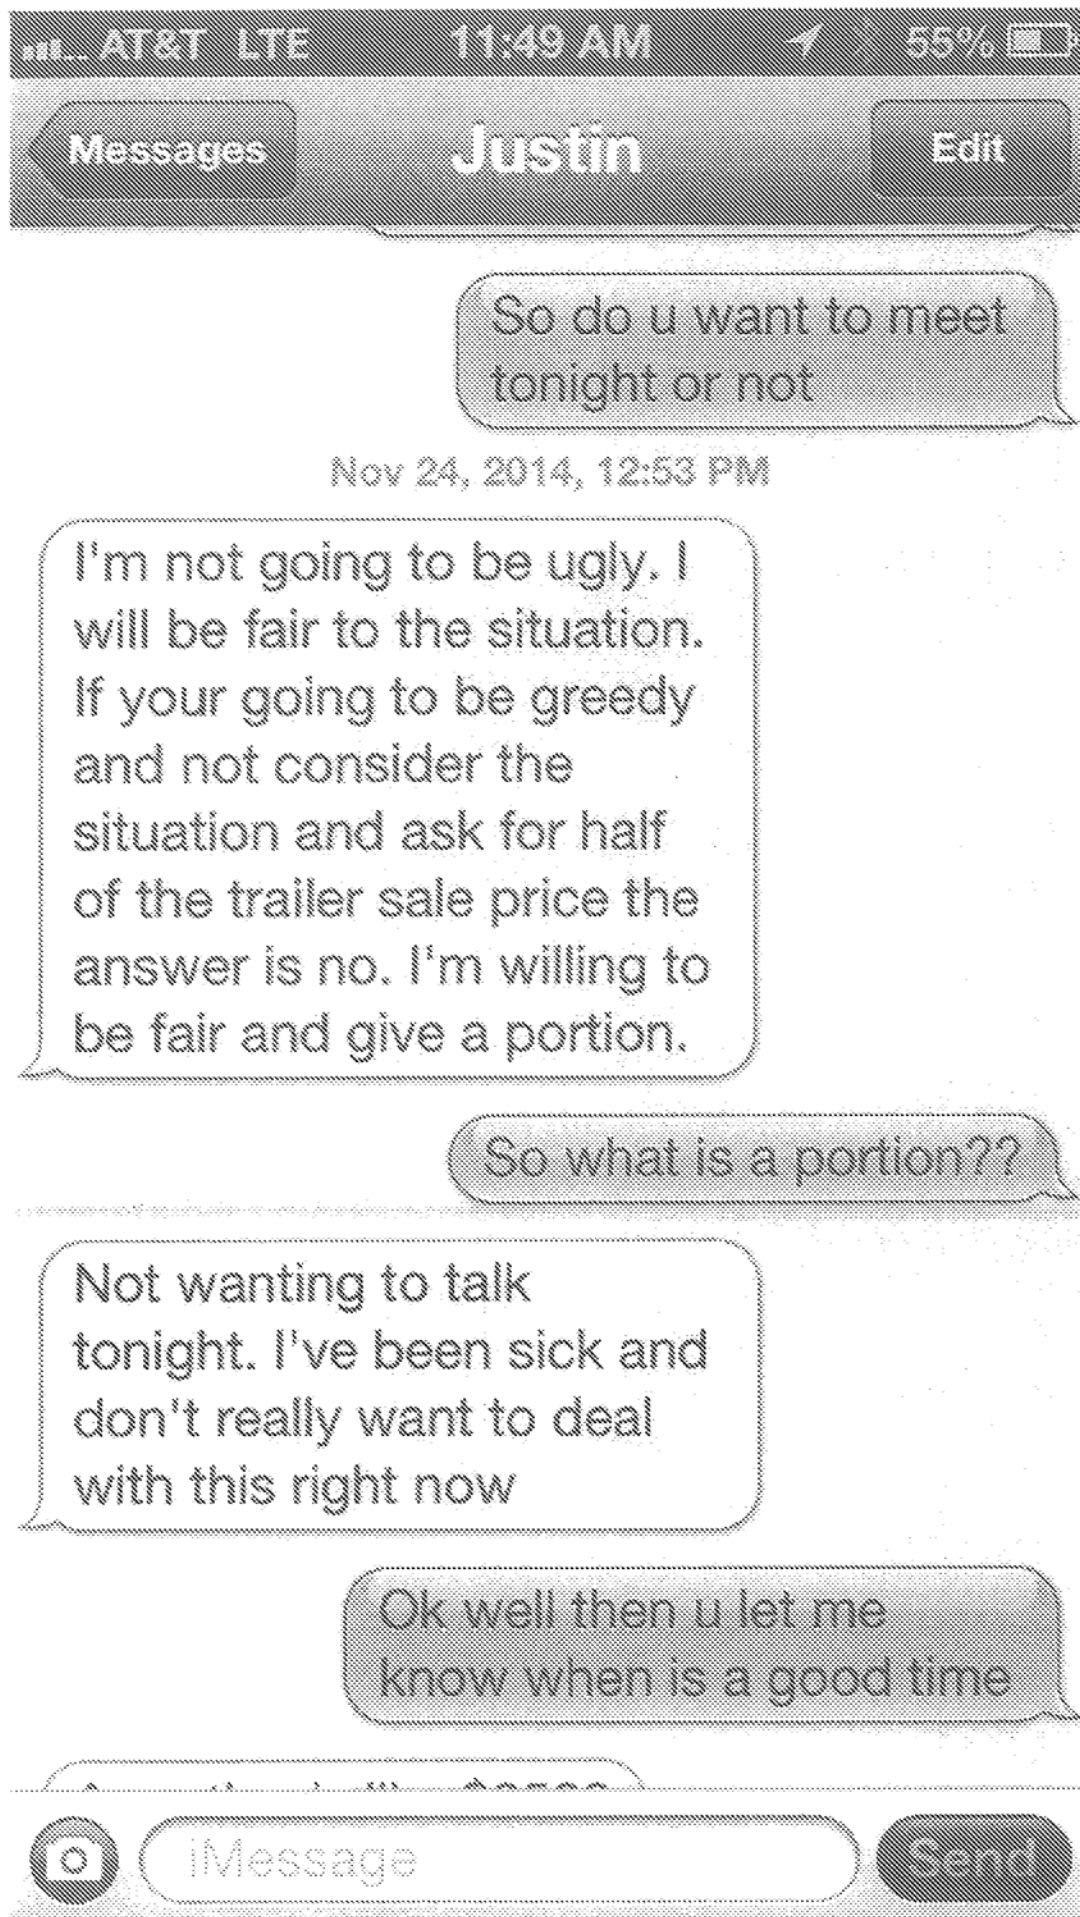 AT&T LTE 11:49 AM 55%
Messages Justin Edit
So do u want to meet
tonight or not
Nov 24, 2014, 12:53 PM
I'm not going to be ugly. I
will be fair to the situation.
If your going to be greedy
and not consider the
situation and ask for half
of the trailer sale price the
answer is no. I'm willing to
be fair and give a portion.
So what is a portion??
Not wanting to talk
tonight. I've been sick and
don't really want to deal
with this right now
Ok well then u let me
know when is a good time
iMessage Send